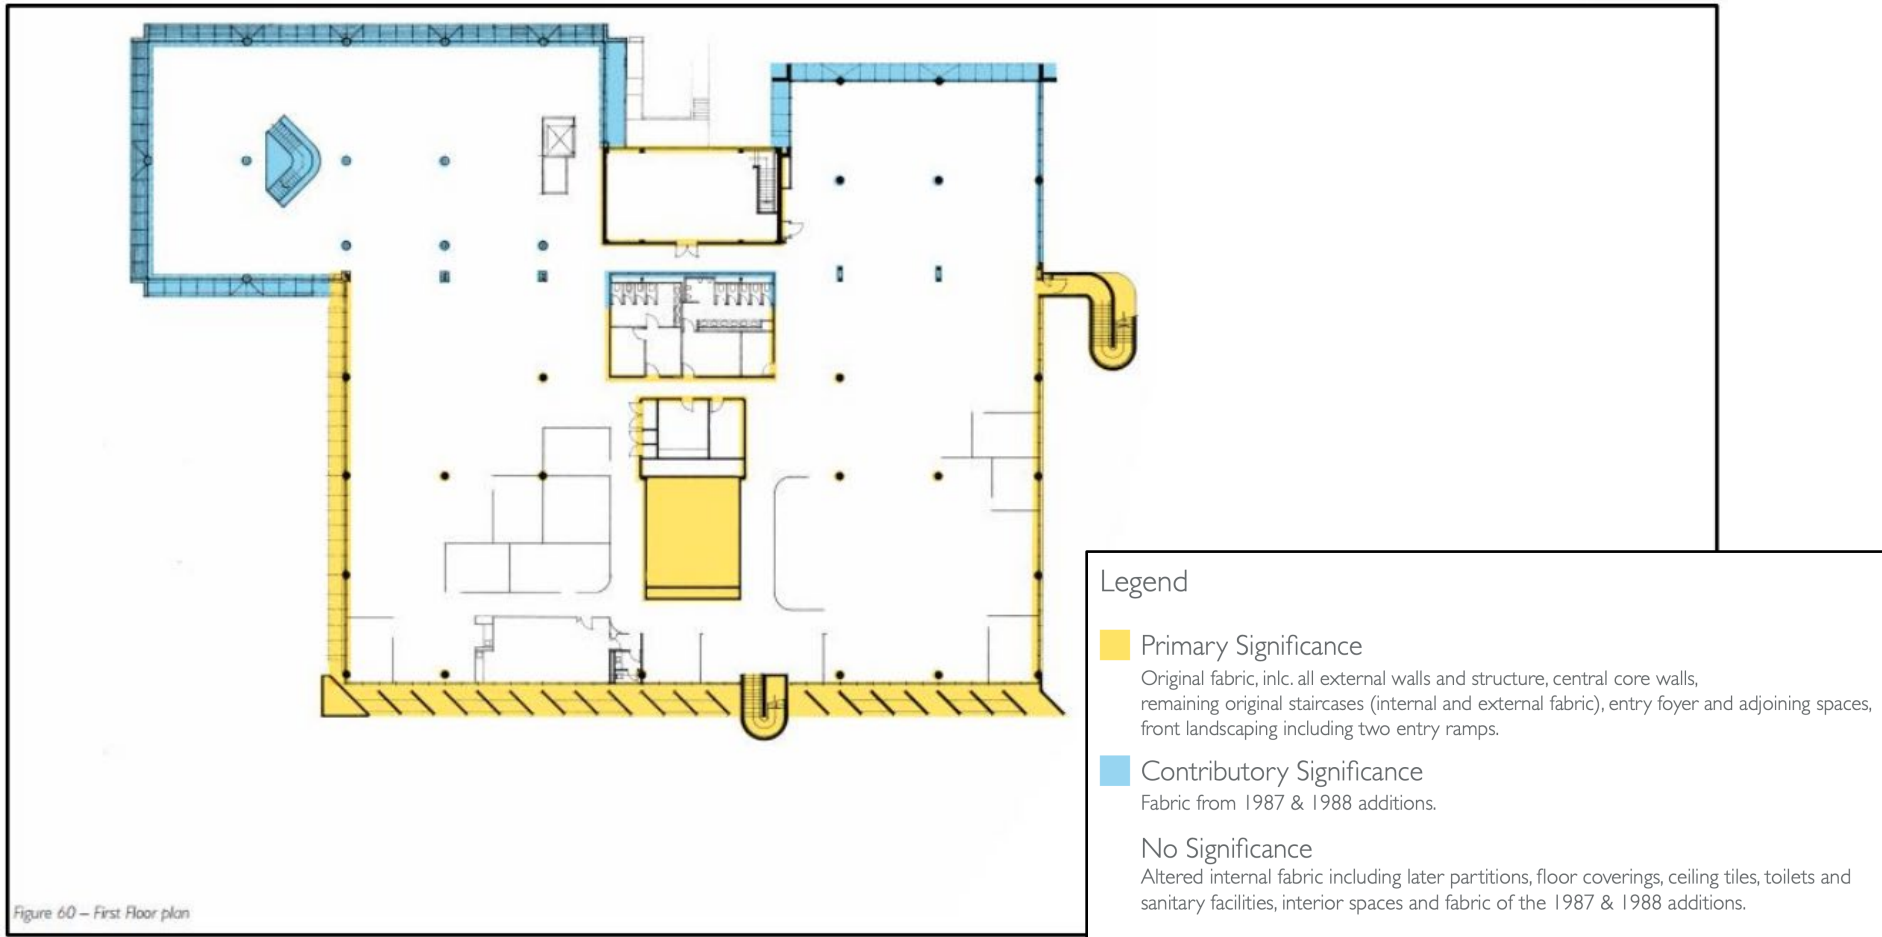 Legend
Primary Significance
Original fabric, inlc. all external walls and structure, central core walls,
remaining original staircases (internal and external fabric), entry foyer and adjoining spaces,
front landscaping including two entry ramps.
Contributory Significance
Fabric from 1987 & 1988 additions.
No Significance
Altered internal fabric including later partitions, floor coverings, ceiling tiles, toilets and
sanitary facilities, interior spaces and fabric of the 1987 & 1988 additions.
Figure 60 – First Floor plan